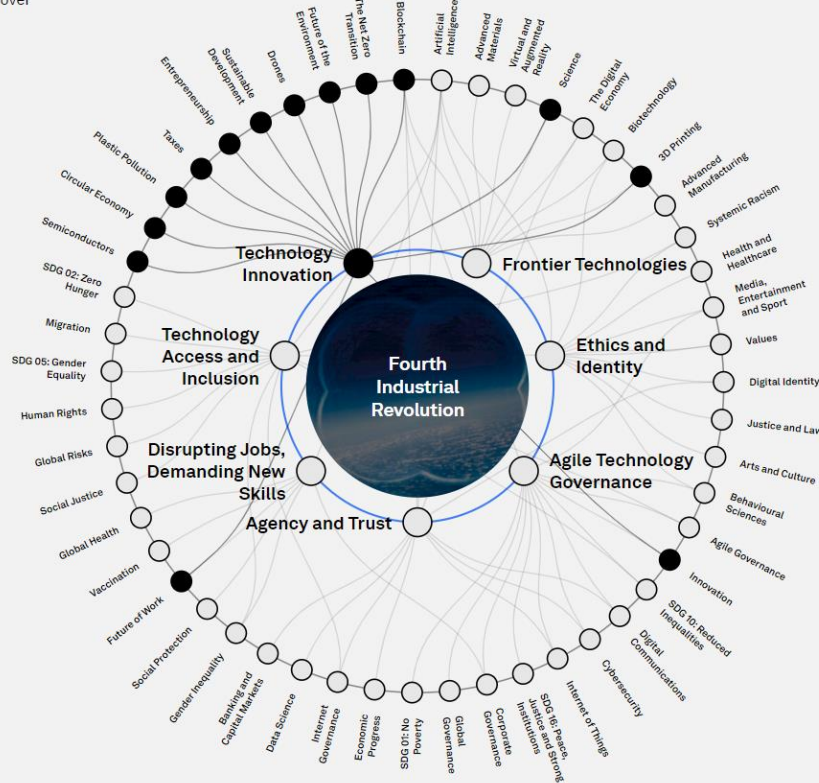 over
Fourth
Industrial
Revolution
Technology
Innovation
Frontier Technologies
Ethics and
Identity
Agile Technology
Governance
Agency and Trust
Disrupting Jobs,
Demanding New
Skills
Technology
Access and
Inclusion
Blockchain
Artificial
Intelligence
Advanced
Materials
Virtual and
Augmented
Reality
Science
The Digital
Economy
Biotechnology
3D Printing
Advanced
Manufacturing
Systemic Racism
Health and
Healthcare
Media,
Entertainment
and Sport
Values
Digital Identity
Justice and Law
Arts and Culture
Behavioural
Sciences
Agile Governance
Innovation
SDG 10: Reduced
Inequalities
Digital
Communications
Cybersecurity
Internet of Things
SDG 16: Peace,
Justice and Strong
Institutions
Corporate
Governance
Global
Governance
SDG 01: No
Poverty
Economic
Progress
Internet
Governance
Data Science
Banking and
Capital Markets
Gender Inequality
Social Protection
Future of Work
Vaccination
Global Health
Social Justice
Global Risks
Human Rights
SDG 05: Gender
Equality
Migration
SDG 02: Zero
Hunger
Semiconductors
Circular Economy
Plastic Pollution
Taxes
Entrepreneurship
Sustainable
Development
Drones
Future of the
Environment
The Net Zero
Transition